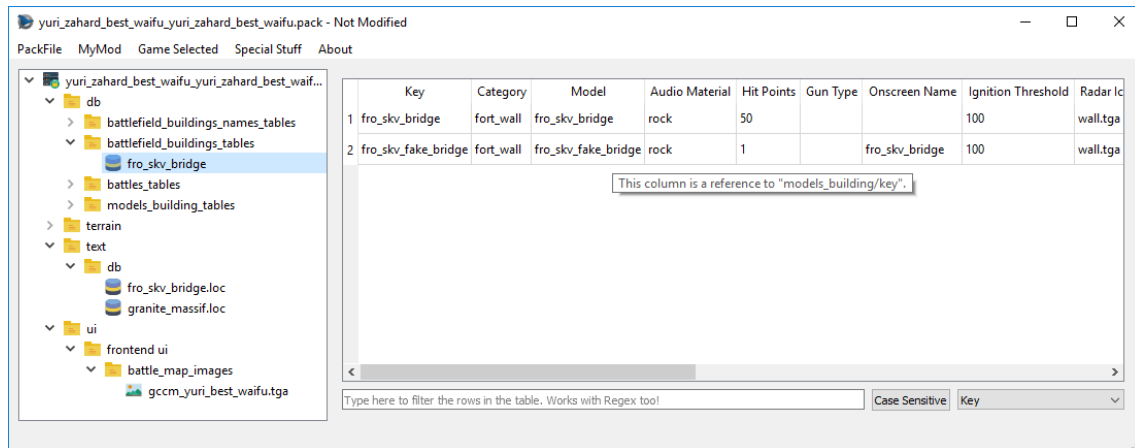 yuri_zahard_best_waifu_yuri_zahard_best_waifu.pack - Not Modified
PackFile MyMod Game Selected Special Stuff About
yuri_zahard_best_waifu_yuri_zahard_best_waif...
db
battlefield_buildings_names_tables
battlefield_buildings_tables
fro_skv_bridge
battles_tables
models_building_tables
terrain
text
db
fro_skv_bridge.loc
granite_massif.loc
ui
frontend ui
battle_map_images
gccm_yuri_best_waifu.tga
Key Category Model Audio Material Hit Points Gun Type Onscreen Name Ignition Threshold Radar Ic
1 fro_skv_bridge fort_wall fro_skv_bridge rock 50 100 wall.tga
2 fro_skv_fake_bridge fort_wall fro_skv_fake_bridge rock 1 fro_skv_bridge 100 wall.tga
This column is a reference to "models_building/key".
Type here to filter the rows in the table. Works with Regex too!
Case Sensitive
Key